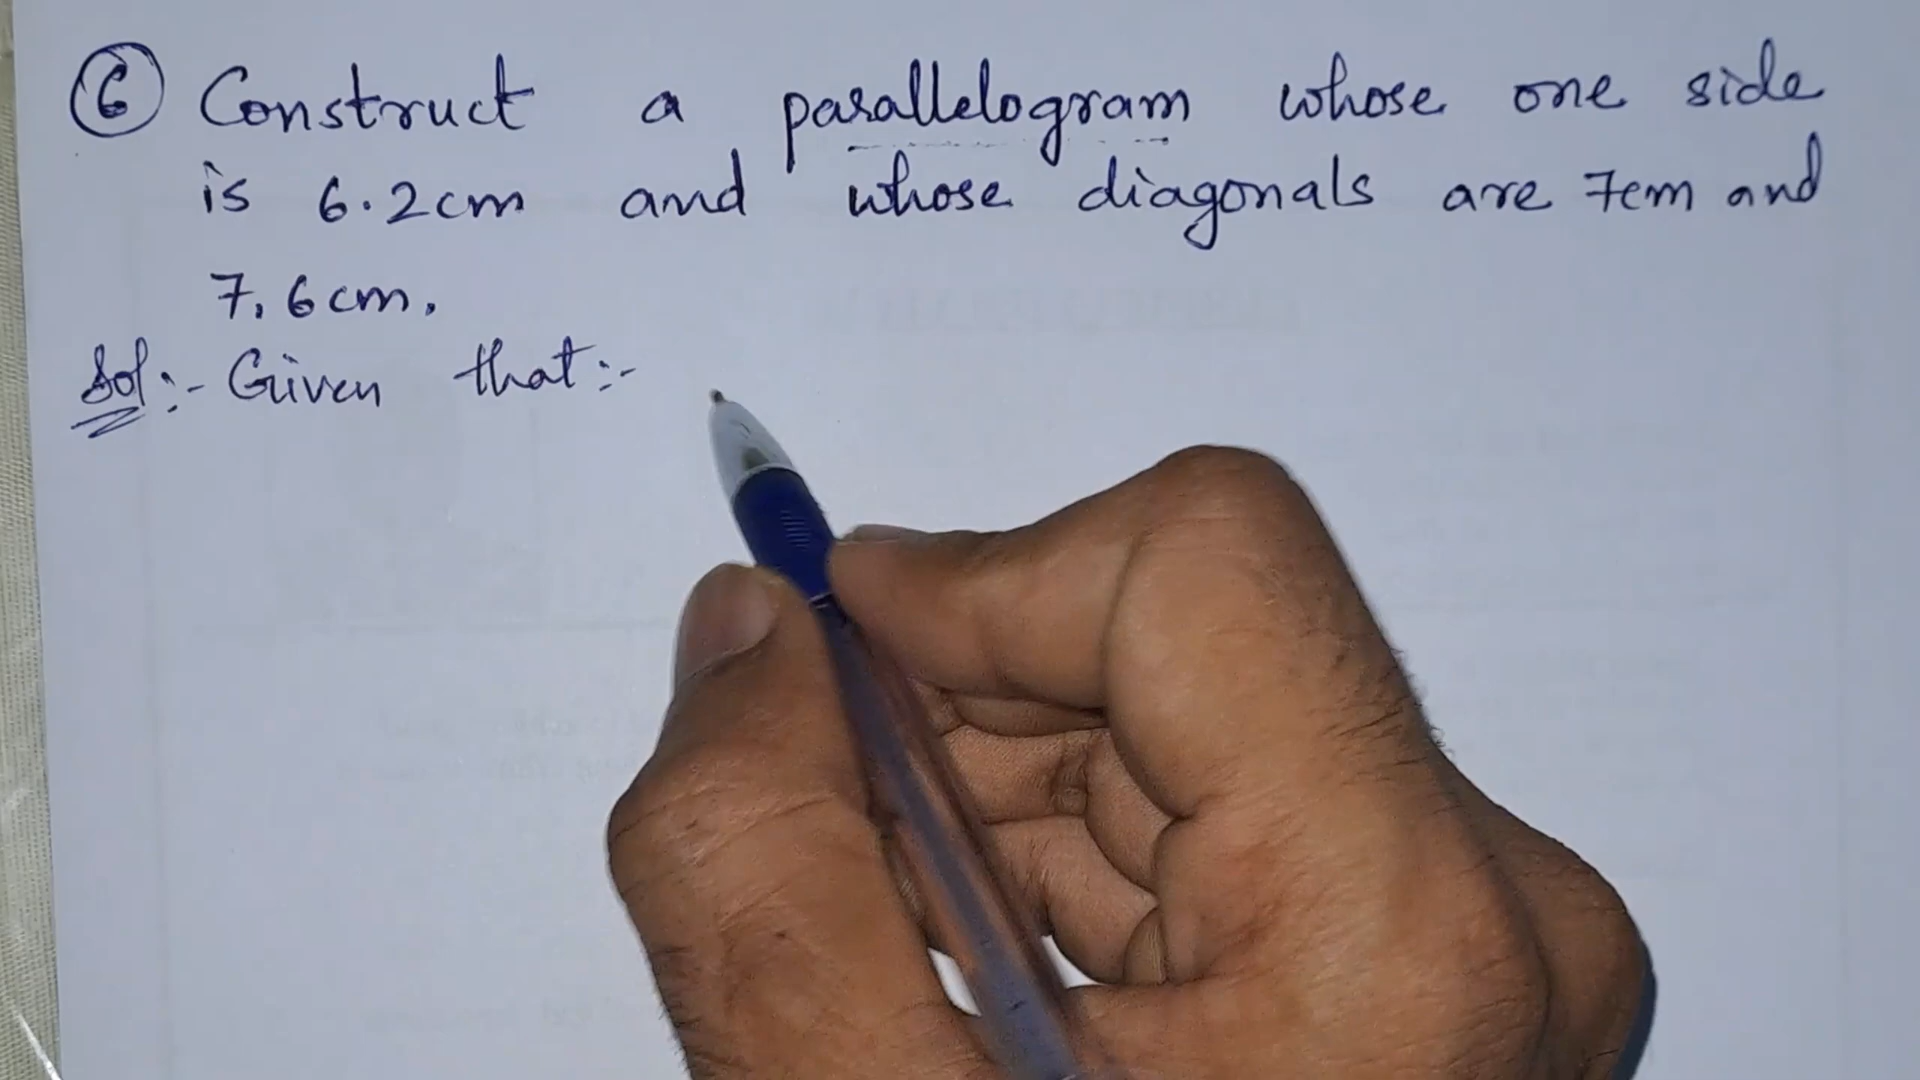 6 Construct a parallelogram whose one side
is 6.2cm and whose diagonals are 7cm and
7.6cm.
Sol:- Given that:-